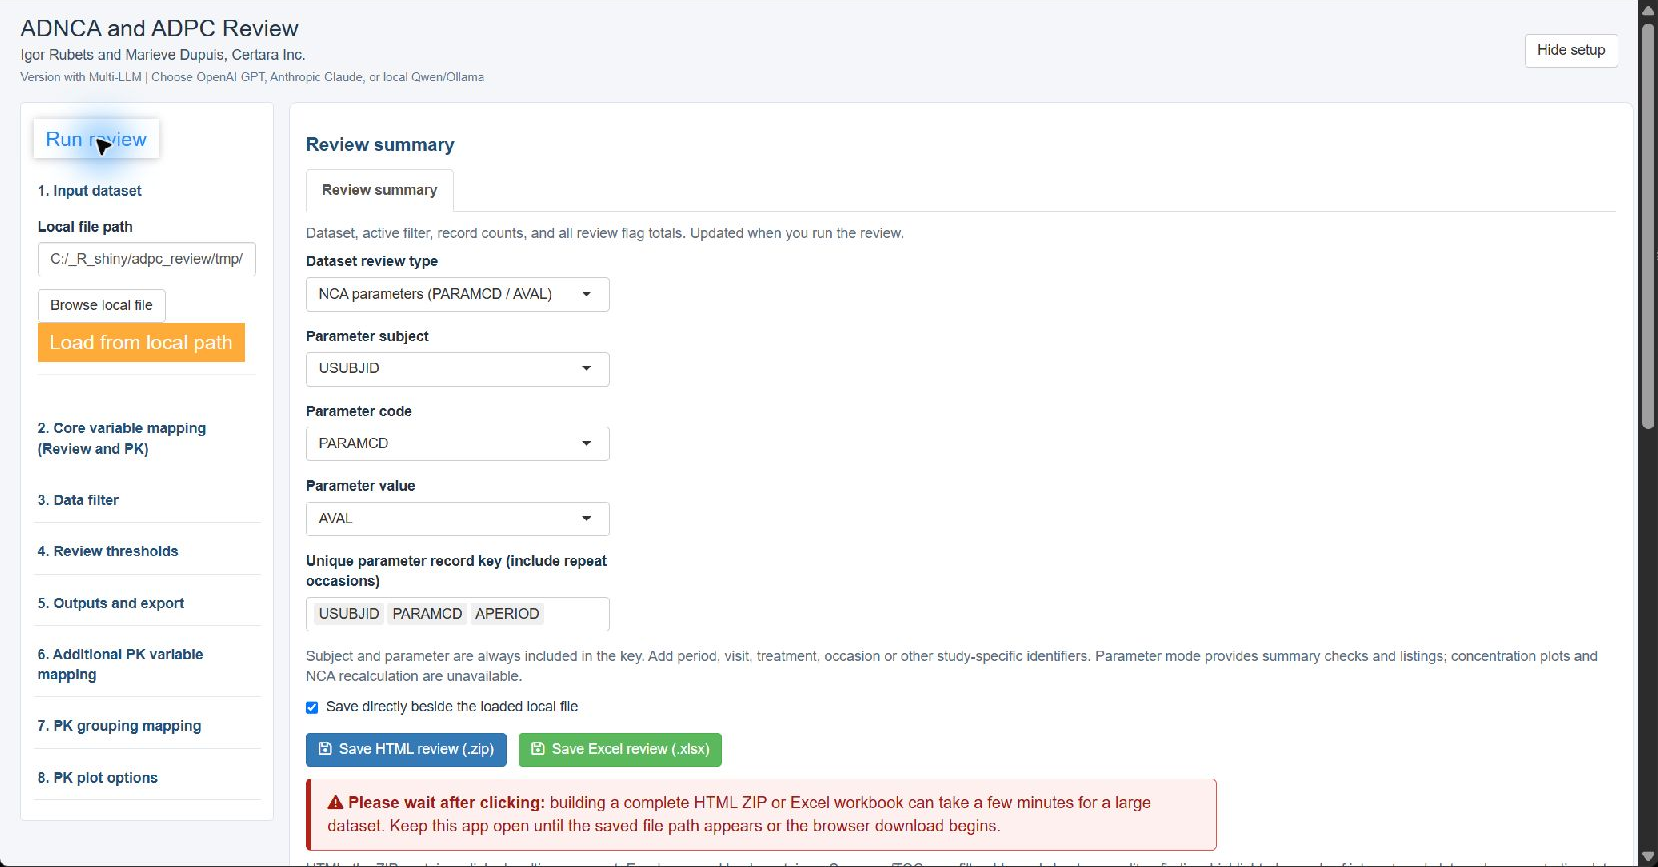 ADNCA and ADPC Review
Igor Rubets and Marieve Dupuis, Certara Inc.
Version with Multi-LLM | Choose OpenAI GPT, Anthropic Claude, or local Qwen/Ollama
Hide setup
Run review
1. Input dataset
Local file path
C:/_R_shiny/adpc_review/tmp/
Browse local file
Load from local path
2. Core variable mapping
(Review and PK)
3. Data filter
4. Review thresholds
5. Outputs and export
6. Additional PK variable
mapping
7. PK grouping mapping
8. PK plot options
Review summary
Review summary
Dataset, active filter, record counts, and all review flag totals. Updated when you run the review.
Dataset review type
NCA parameters (PARAMCD / AVAL)
Parameter subject
USUBJID
Parameter code
PARAMCD
Parameter value
AVAL
Unique parameter record key (include repeat
occasions)
USUBJID PARAMCD APERIOD
Subject and parameter are always included in the key. Add period, visit, treatment, occasion or other study-specific identifiers. Parameter mode provides summary checks and listings; concentration plots and
NCA recalculation are unavailable.
Save directly beside the loaded local file
Save HTML review (.zip)
Save Excel review (.xlsx)
Please wait after clicking: building a complete HTML ZIP or Excel workbook can take a few minutes for a large
dataset. Keep this app open until the saved file path appears or the browser download begins.